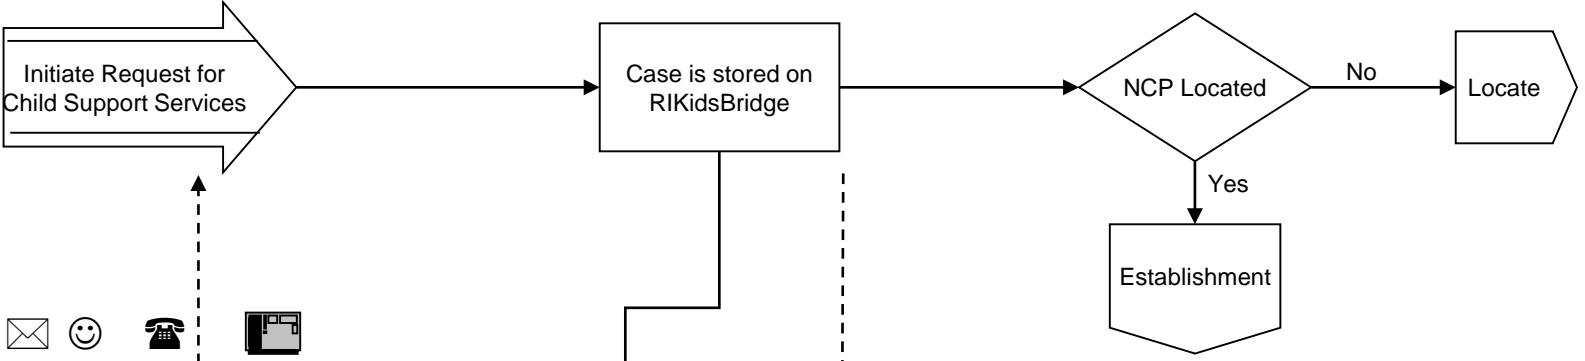 Initiate Request for
Child Support Services
Case is stored on
RIKidsBridge
NCP Located
No
Locate
Yes
Establishment